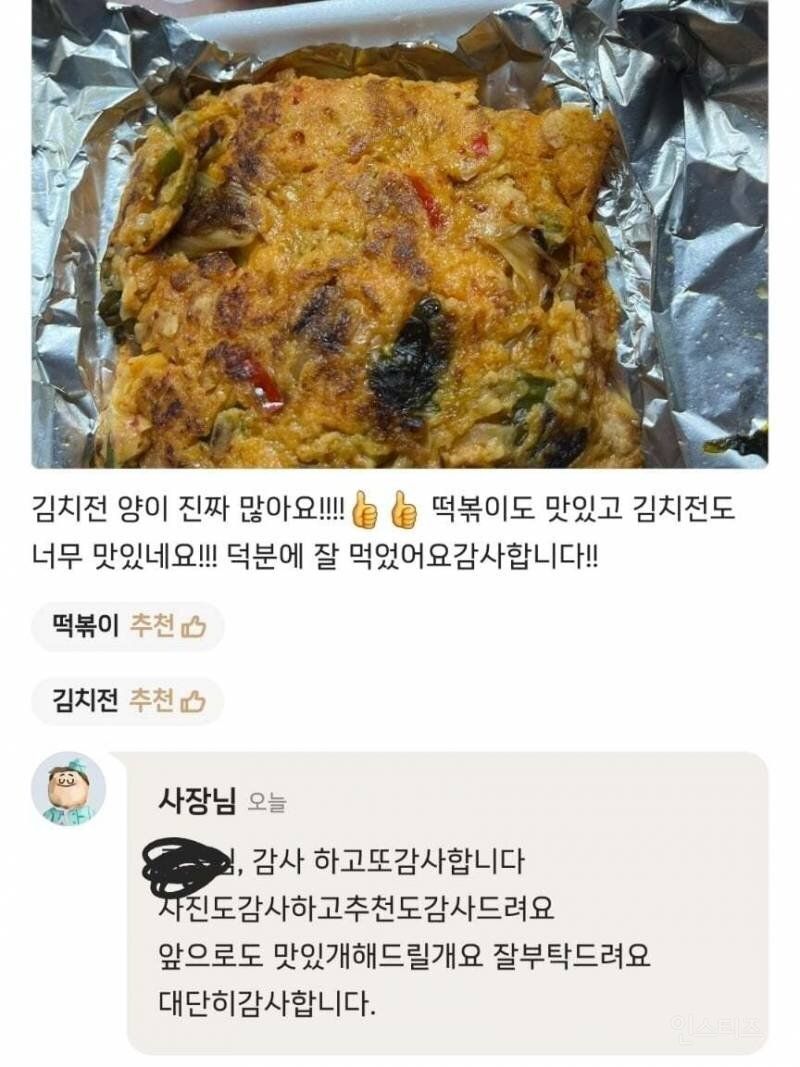 김치전 양이 진짜 많아요!!!!👍👍 떡볶이도 맛있고 김치전도
너무 맛있네요!!! 덕분에 잘 먹었어요감사합니다!!
떡볶이 추천
김치전 추천
사장님 오늘
님, 감사 하고또감사합니다
사진도감사하고추천도감사드려요
앞으로도 맛있개해드릴개요 잘부탁드려요
대단히감사합니다.
인스티즈